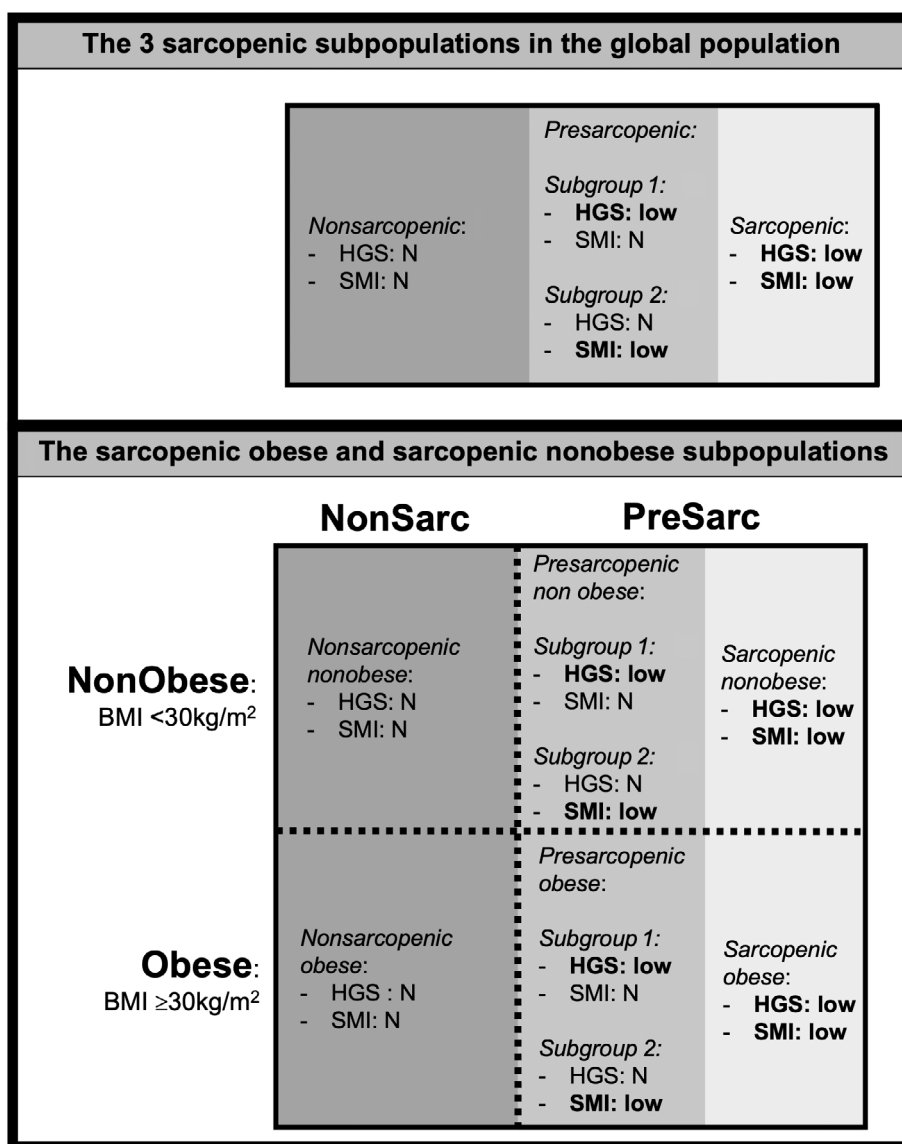 The 3 sarcopenic subpopulations in the global population
Nonsarcopenic:
- HGS: N
- SMI: N
Presarcopenic:
Subgroup 1:
- HGS: low
- SMI: N
Subgroup 2:
- HGS: N
- SMI: low
Sarcopenic:
- HGS: low
- SMI: low
The sarcopenic obese and sarcopenic nonobese subpopulations
NonSarc
PreSarc
NonObese:
BMI <30kg/m²
Nonsarcopenic
nonobese:
- HGS: N
- SMI: N
Presarcopenic
non obese:
Subgroup 1:
- HGS: low
- SMI: N
Subgroup 2:
- HGS: N
- SMI: low
Sarcopenic
nonobese:
- HGS: low
- SMI: low
Obese:
BMI ≥30kg/m²
Nonsarcopenic
obese:
- HGS : N
- SMI: N
Presarcopenic
obese:
Subgroup 1:
- HGS: low
- SMI: N
Subgroup 2:
- HGS: N
- SMI: low
Sarcopenic
obese:
- HGS: low
- SMI: low